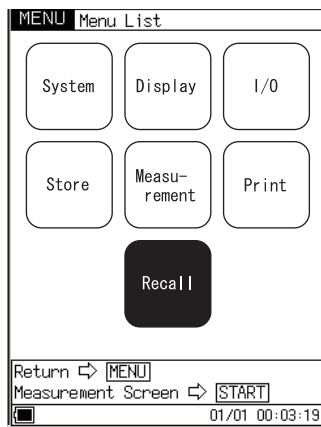 MENU Menu List
System Display I/O
Store Measu-
rement Print
Recall
Return ⇨ MENU
Measurement Screen ⇨ START
01/01 00:03:19